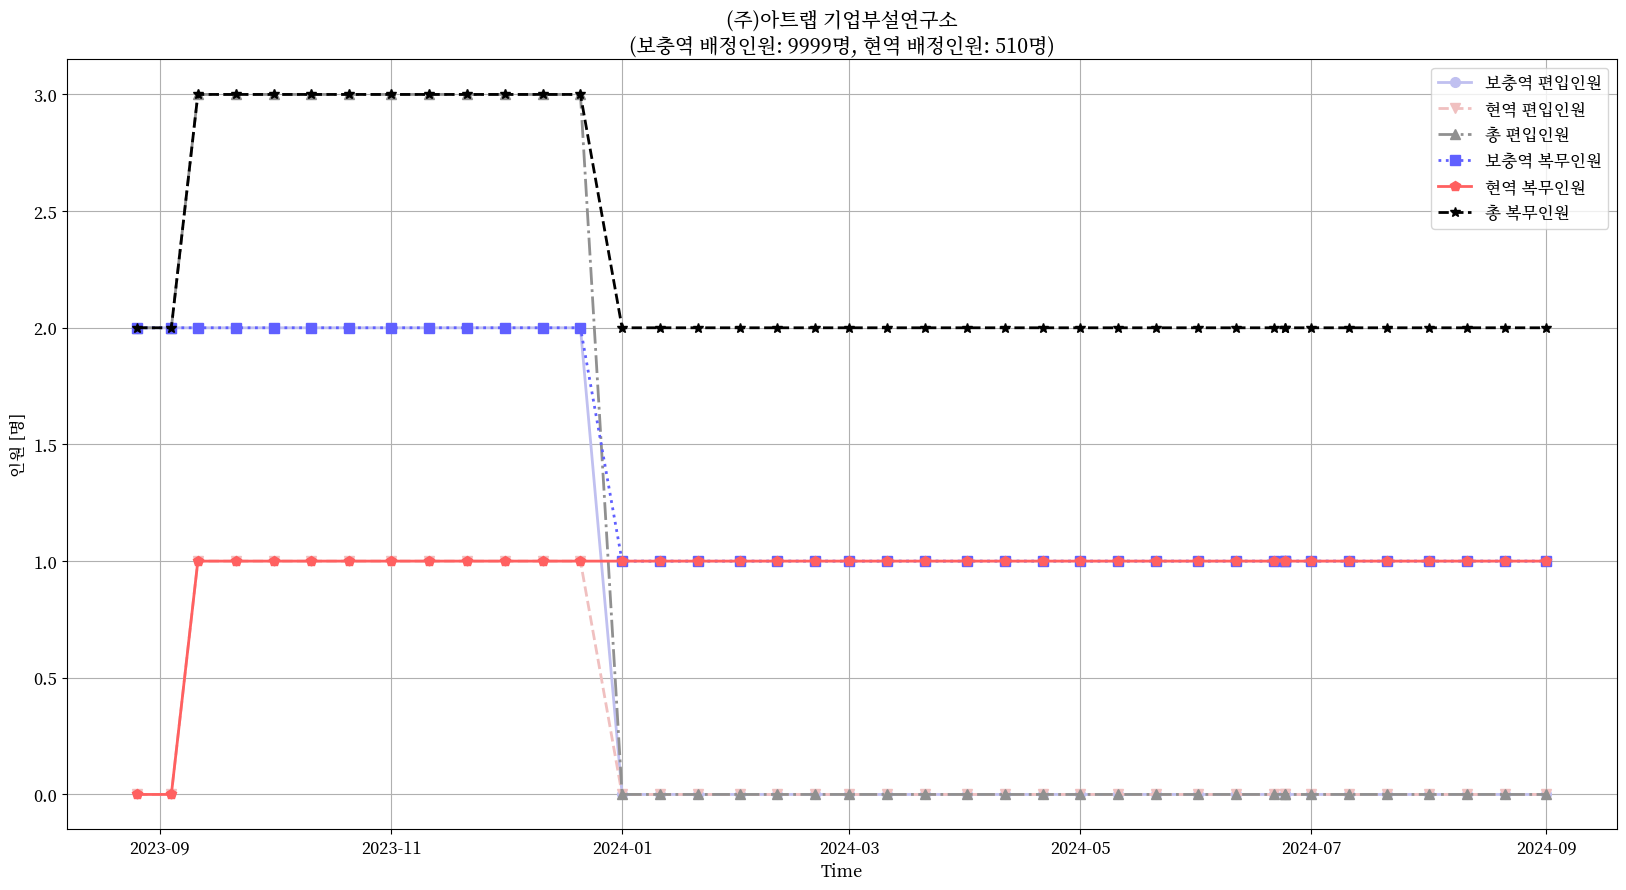 (주)아트랩 기업부설연구소
(보충역 배정인원: 9999명, 현역 배정인원: 510명)
보충역 편입인원
현역 편입인원
총 편입인원
보충역 복무인원
현역 복무인원
총 복무인원
인원 [명]
3.0
2.5
2.0
1.5
1.0
0.5
0.0
2023-09 2023-11 2024-01 2024-03 2024-05 2024-07 2024-09
Time